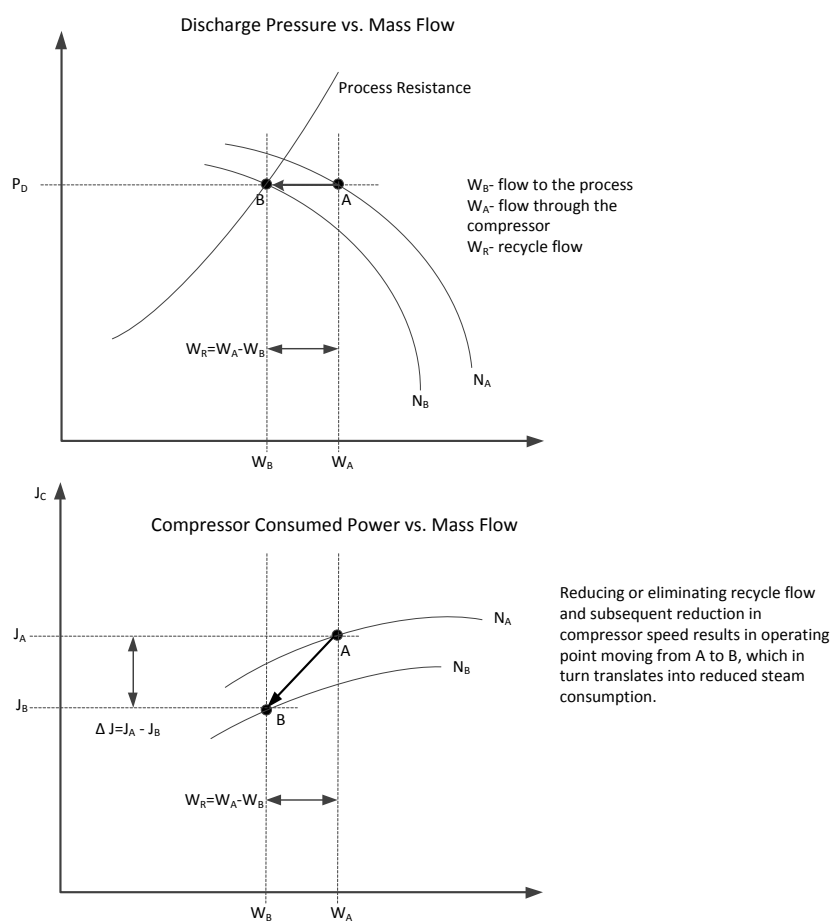 Discharge Pressure vs. Mass Flow
Process Resistance
P_D
B
A
W_B- flow to the process
W_A- flow through the
compressor
W_R- recycle flow
W_R=W_A-W_B
N_A
N_B
W_B
W_A
J_C
Compressor Consumed Power vs. Mass Flow
Reducing or eliminating recycle flow
and subsequent reduction in
compressor speed results in operating
point moving from A to B, which in
turn translates into reduced steam
consumption.
N_A
J_A
A
N_B
J_B
B
Δ J=J_A - J_B
W_R=W_A-W_B
W_B
W_A